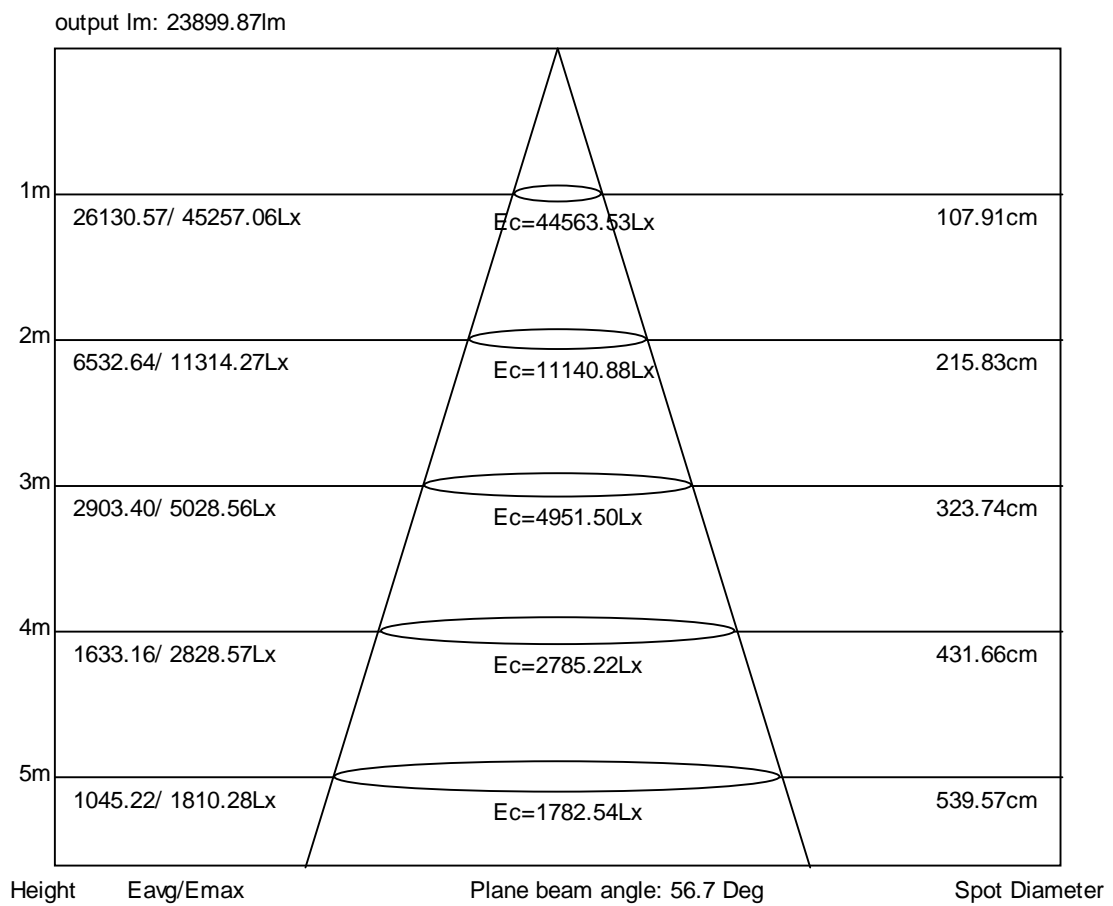 output lm: 23899.87lm
1m
26130.57/ 45257.06Lx
Ec=44563.53Lx
107.91cm
2m
6532.64/ 11314.27Lx
Ec=11140.88Lx
215.83cm
3m
2903.40/ 5028.56Lx
Ec=4951.50Lx
323.74cm
4m
1633.16/ 2828.57Lx
Ec=2785.22Lx
431.66cm
5m
1045.22/ 1810.28Lx
Ec=1782.54Lx
539.57cm
Height Eavg/Emax Plane beam angle: 56.7 Deg Spot Diameter